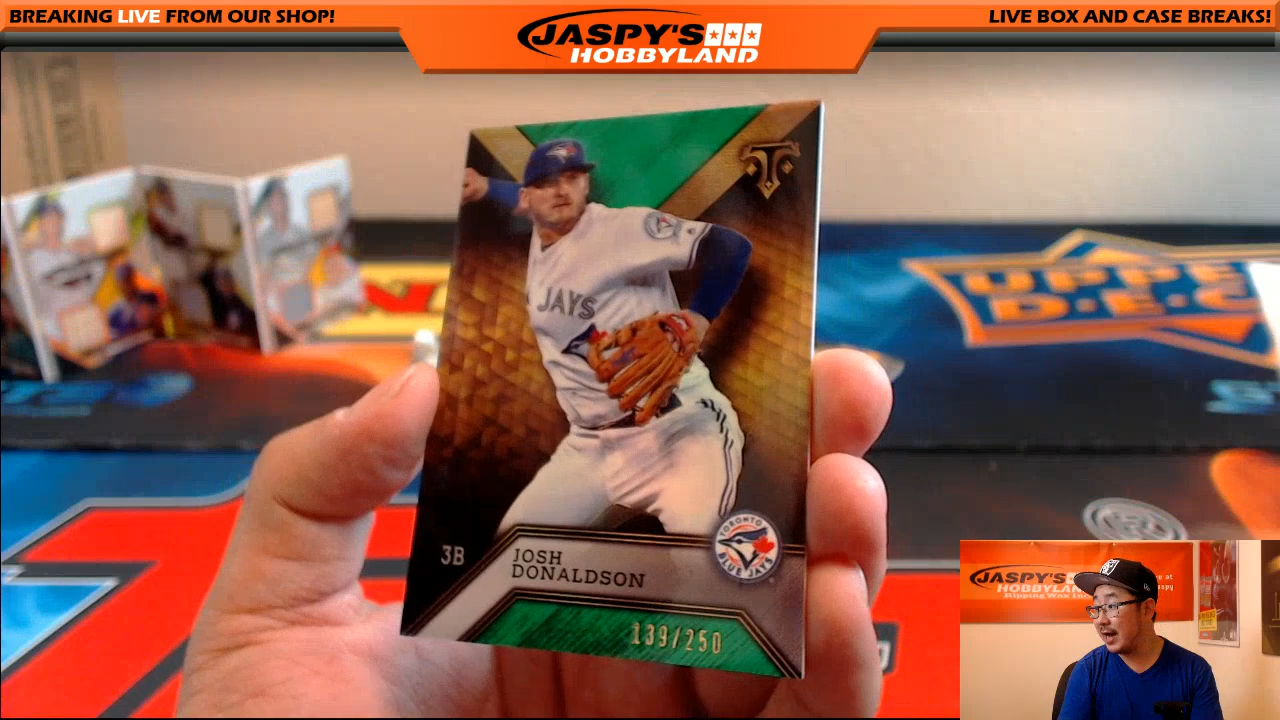 BREAKING LIVE FROM OUR SHOP!
JASPY'S
HOBBYLAND
LIVE BOX AND CASE BREAKS!
JAYS
UPPE
D·E·C
3B
JOSH
DONALDSON
TORONTO
BLUE JAYS
139/250
JASPY'S
HOBBYLAND